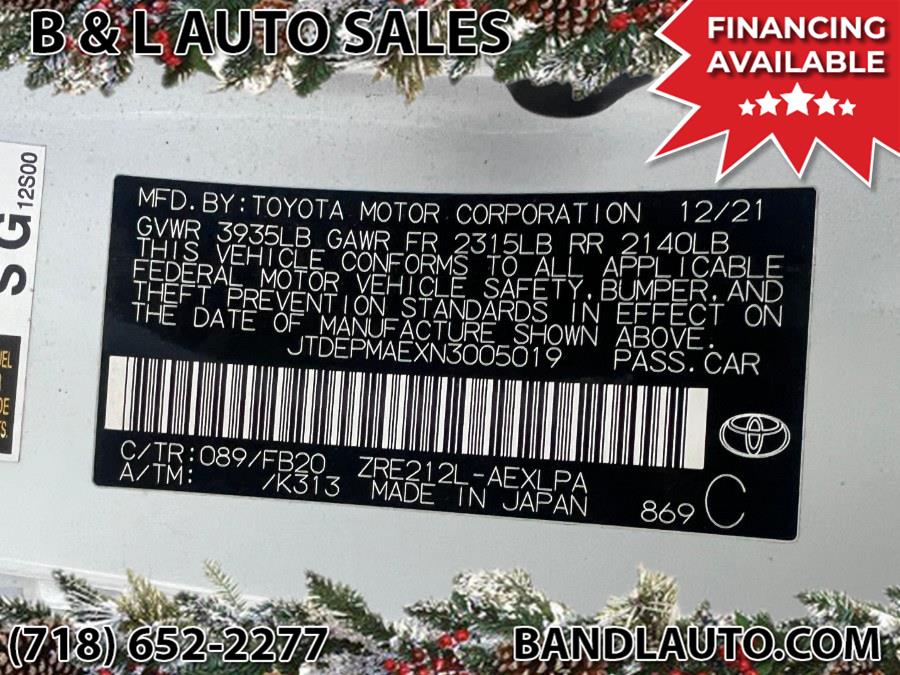 B & L AUTO SALES
FINANCING
AVAILABLE
SG
12S00
MFD. BY: TOYOTA MOTOR CORPORATION 12/21
GVWR 3935LB GAWR FR 2315LB RR 2140LB
THIS VEHICLE CONFORMS TO ALL APPLICABLE
FEDERAL MOTOR VEHICLE SAFETY, BUMPER, AND
THEFT PREVENTION STANDARDS IN EFFECT ON
THE DATE OF MANUFACTURE SHOWN ABOVE.
JTDEPMAEXN3005019 PASS. CAR
C/TR: 089/FB20 ZRE212L-AEXLPA
A/TM: /K313 MADE IN JAPAN
869 C
(718) 652-2277
BANDLAUTO.COM